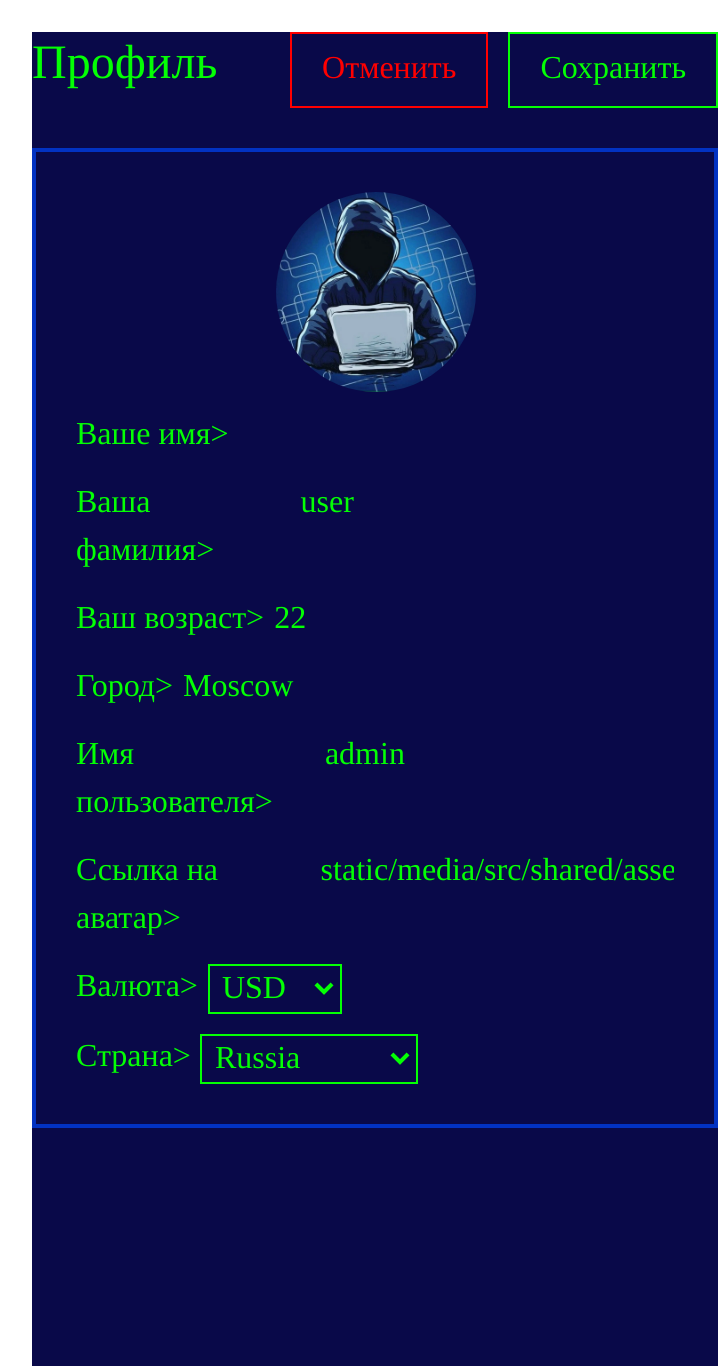 Профиль Отменить Сохранить
Ваше имя>
Ваша user
фамилия>
Ваш возраст> 22
Город> Moscow
Имя admin
пользователя>
Ссылка на static/media/src/shared/asse
аватар>
Валюта> USD
Страна> Russia